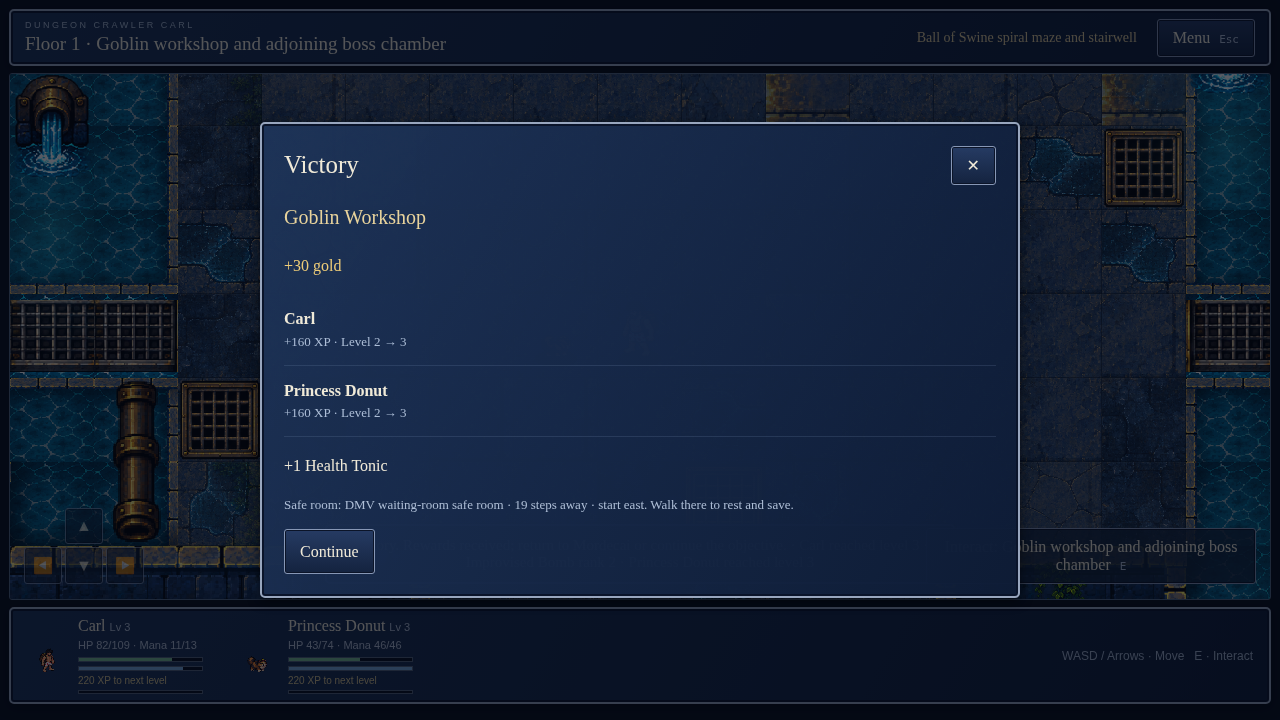 DUNGEON CRAWLER CARL
Floor 1 · Goblin workshop and adjoining boss chamber
Ball of Swine spiral maze and stairwell
Menu Esc
Victory
✕
Goblin Workshop
+30 gold
Carl
+160 XP · Level 2 → 3
Princess Donut
+160 XP · Level 2 → 3
+1 Health Tonic
Safe room: DMV waiting-room safe room · 19 steps away · start east. Walk there to rest and save.
Continue
▲
◀ ▼ ▶
oblin workshop and adjoining boss
chamber E
Carl Lv 3
HP 82/109 · Mana 11/13
220 XP to next level
Princess Donut Lv 3
HP 43/74 · Mana 46/46
220 XP to next level
WASD / Arrows · Move E · Interact